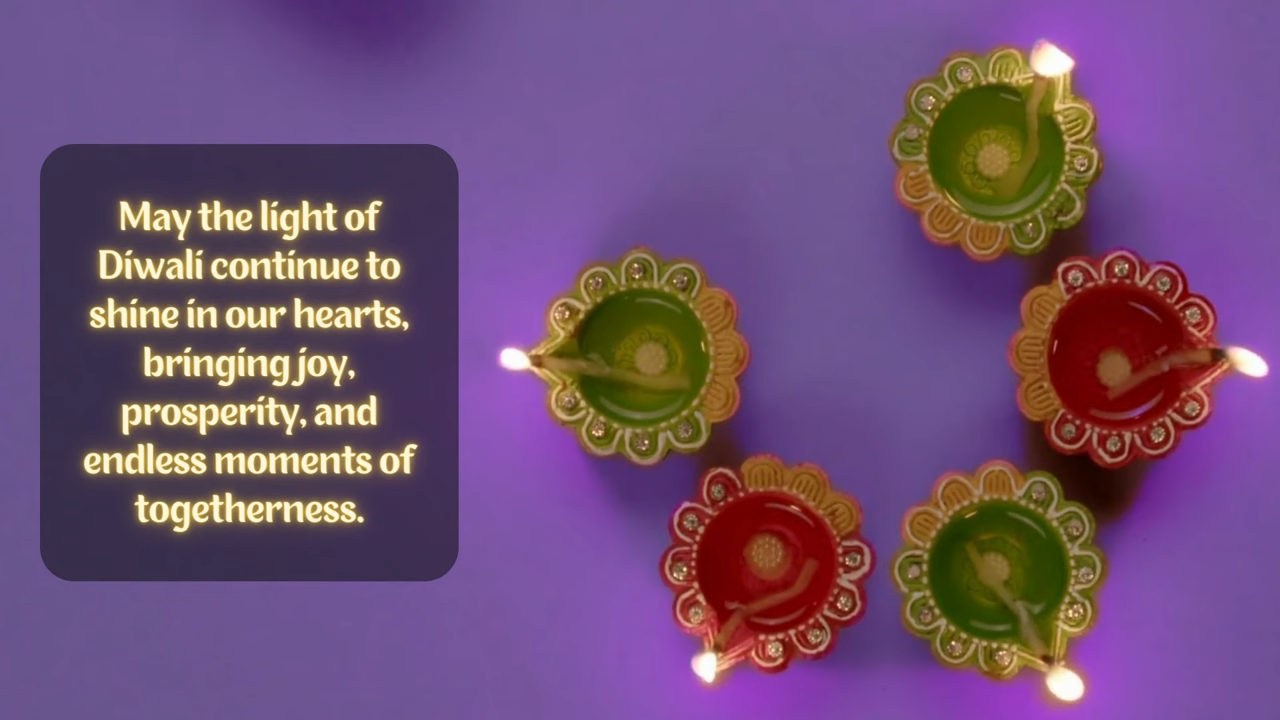 May the light of
Diwali continue to
shine in our hearts,
bringing joy,
prosperity, and
endless moments of
togetherness.